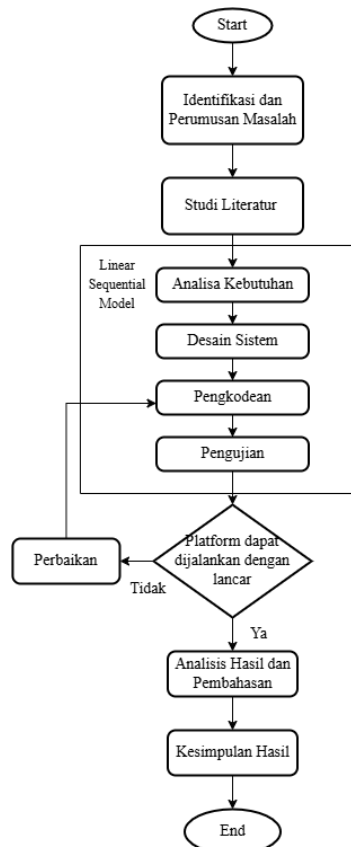 Start
Identifikasi dan
Perumusan Masalah
Studi Literatur
Linear
Sequential
Model
Analisa Kebutuhan
Desain Sistem
Pengkodean
Pengujian
Platform dapat
dijalankan dengan
lancar
Perbaikan
Tidak
Ya
Analisis Hasil dan
Pembahasan
Kesimpulan Hasil
End